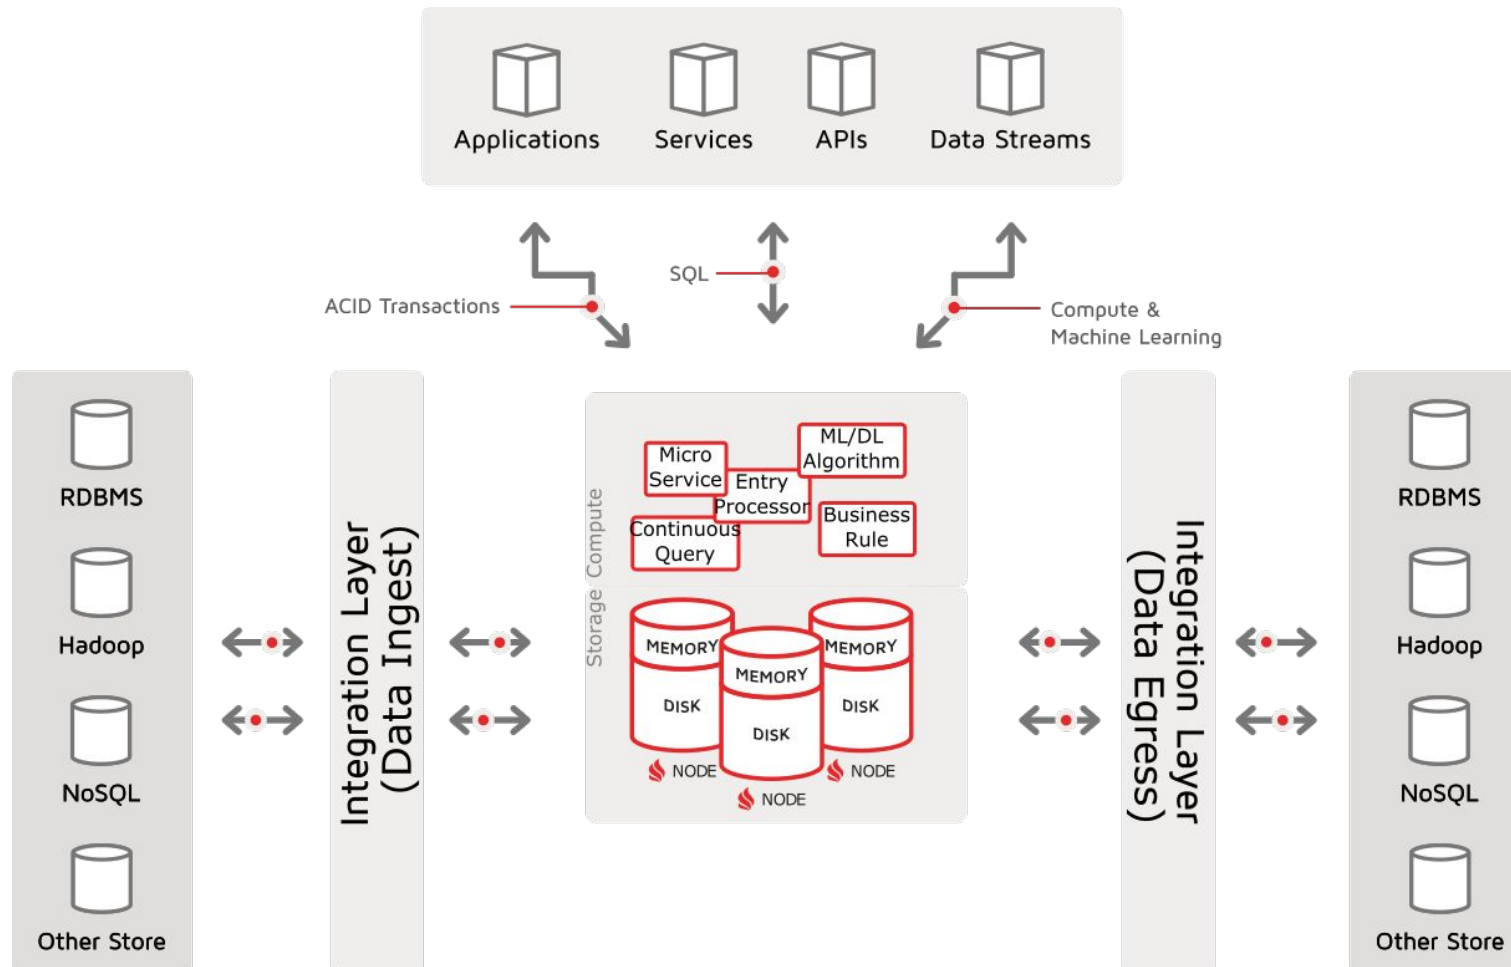 Applications
Services
APIs
Data Streams
SQL
ACID Transactions
Compute &
Machine Learning
RDBMS
Hadoop
NoSQL
Other Store
Integration Layer
(Data Ingest)
Compute
Micro
Service
ML/DL
Algorithm
Entry
Processor
Continuous
Query
Business
Rule
Storage
MEMORY
DISK
NODE
MEMORY
DISK
NODE
MEMORY
DISK
NODE
Integration Layer
(Data Egress)
RDBMS
Hadoop
NoSQL
Other Store